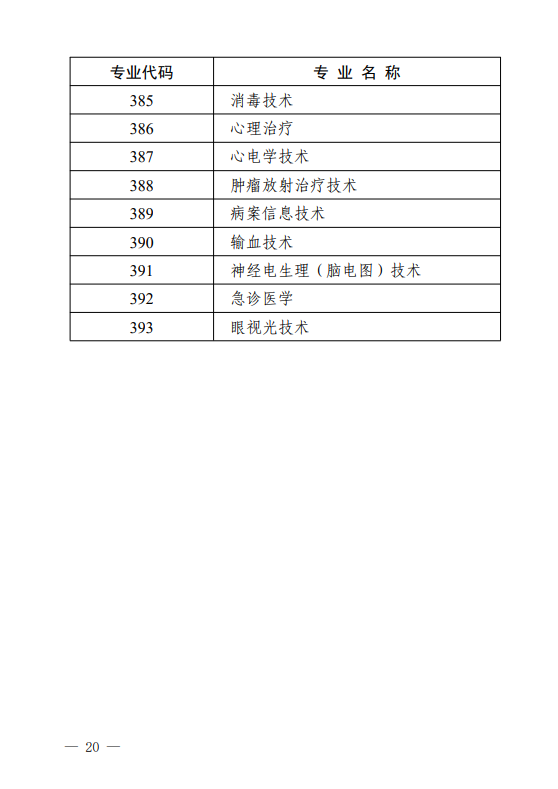 专业代码 专 业 名 称
385 消毒技术
386 心理治疗
387 心电学技术
388 肿瘤放射治疗技术
389 病案信息技术
390 输血技术
391 神经电生理（脑电图）技术
392 急诊医学
393 眼视光技术
— 20 —